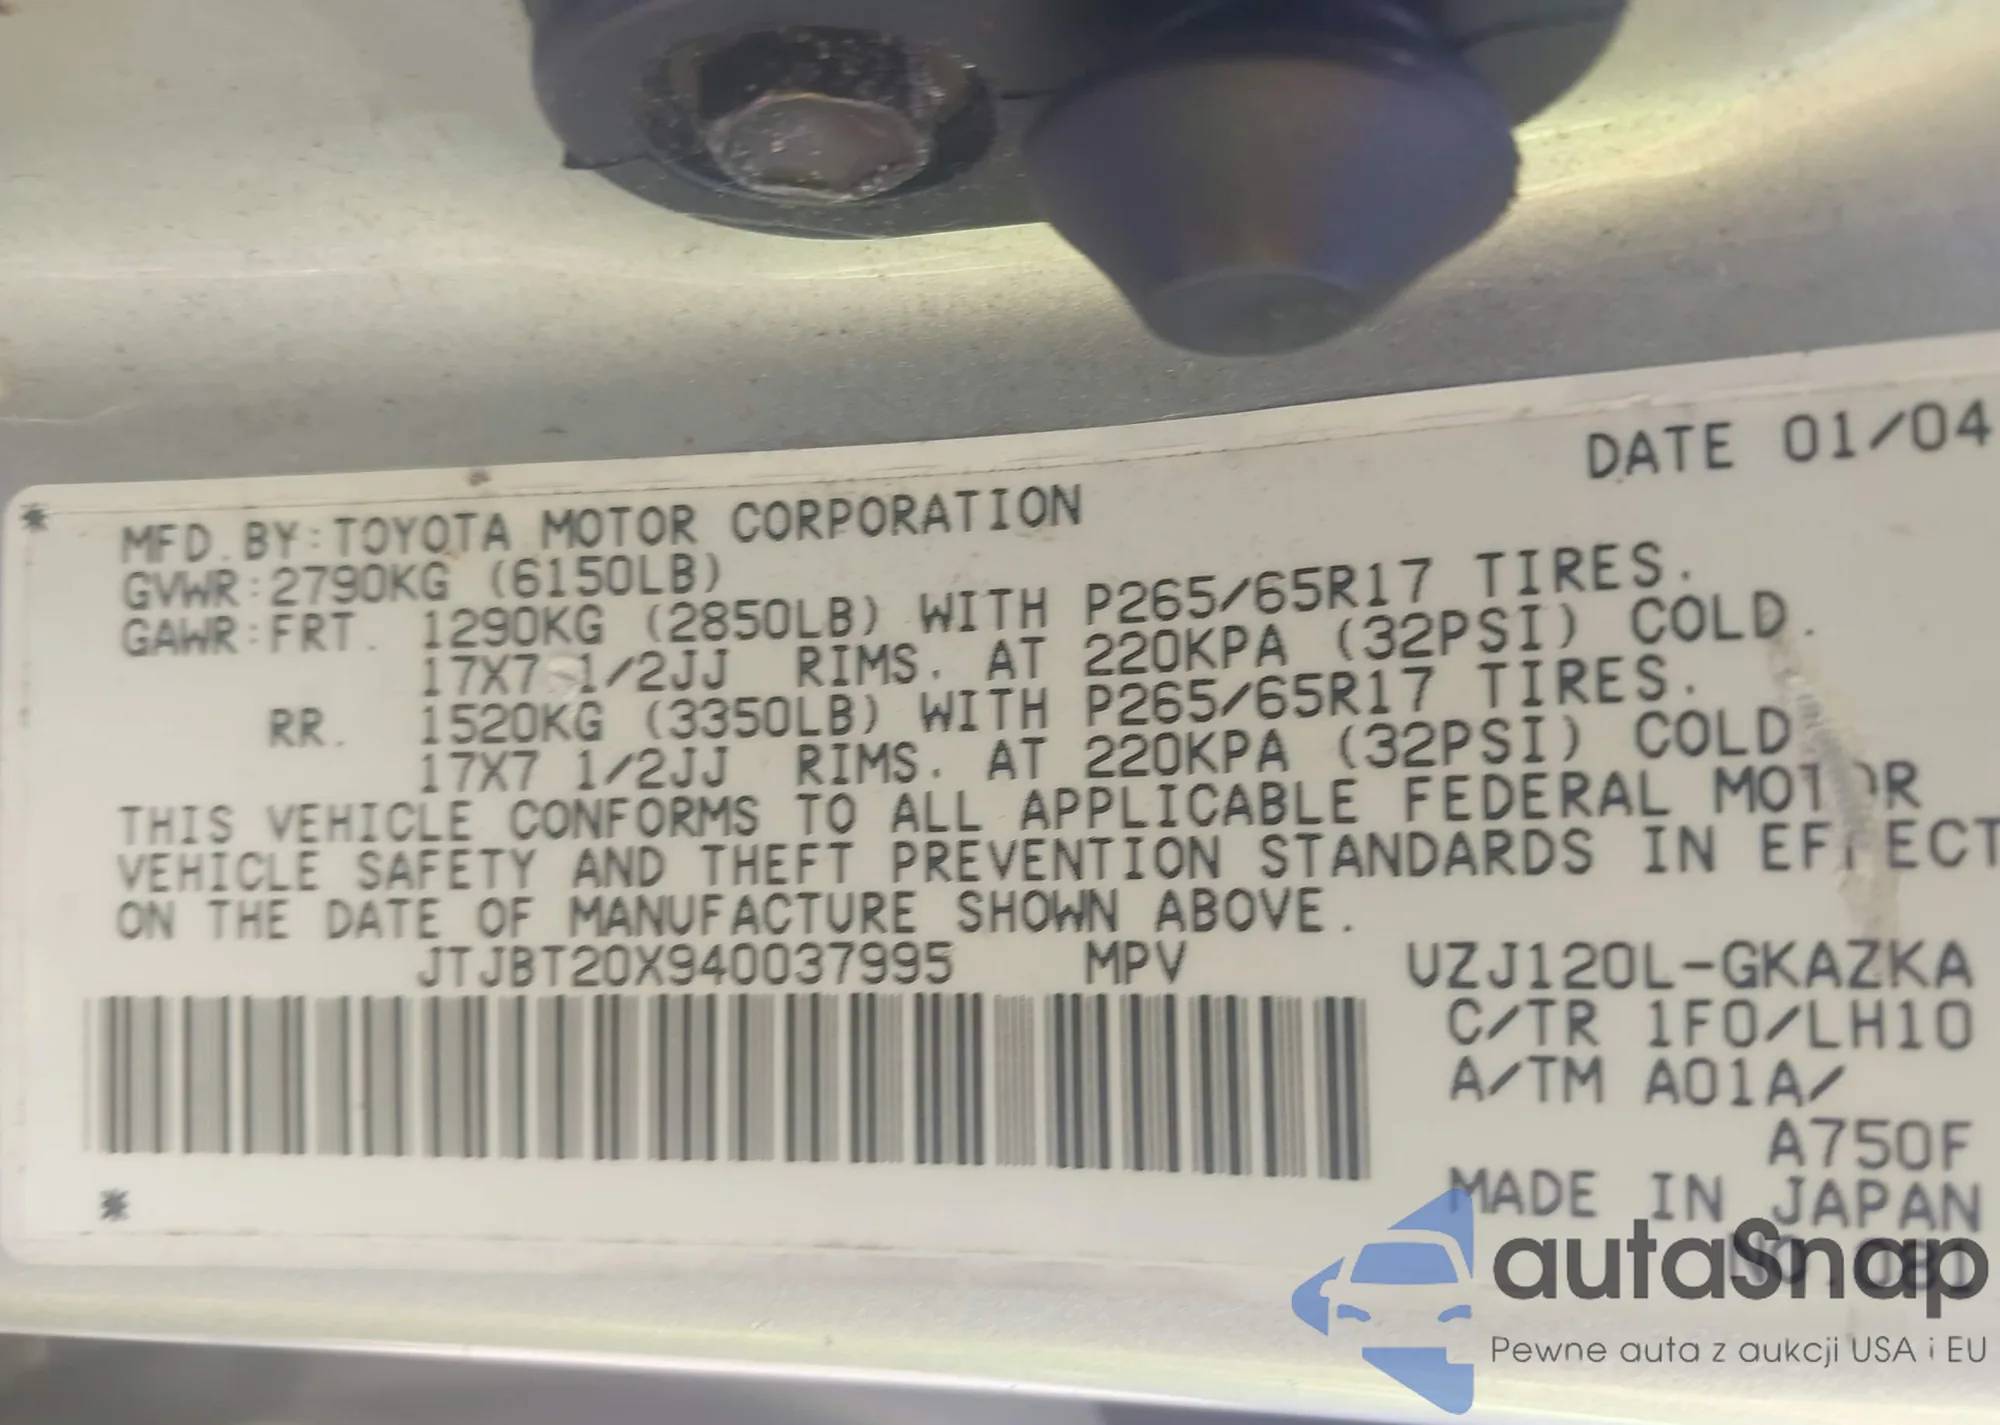 DATE 01/04
MFD.BY:TOYOTA MOTOR CORPORATION
GVWR:2790KG (6150LB)
GAWR:FRT. 1290KG (2850LB) WITH P265/65R17 TIRES.
17X7 1/2JJ RIMS. AT 220KPA (32PSI) COLD.
RR. 1520KG (3350LB) WITH P265/65R17 TIRES.
17X7 1/2JJ RIMS. AT 220KPA (32PSI) COLD
THIS VEHICLE CONFORMS TO ALL APPLICABLE FEDERAL MOTOR
VEHICLE SAFETY AND THEFT PREVENTION STANDARDS IN EFFECT
ON THE DATE OF MANUFACTURE SHOWN ABOVE.
JTJBT20X940037995 MPV UZJ120L-GKAZKA
C/TR 1F0/LH10
A/TM A01A/
A750F
MADE IN JAPAN
autaSnap
Pewne auta z aukcji USA i EU